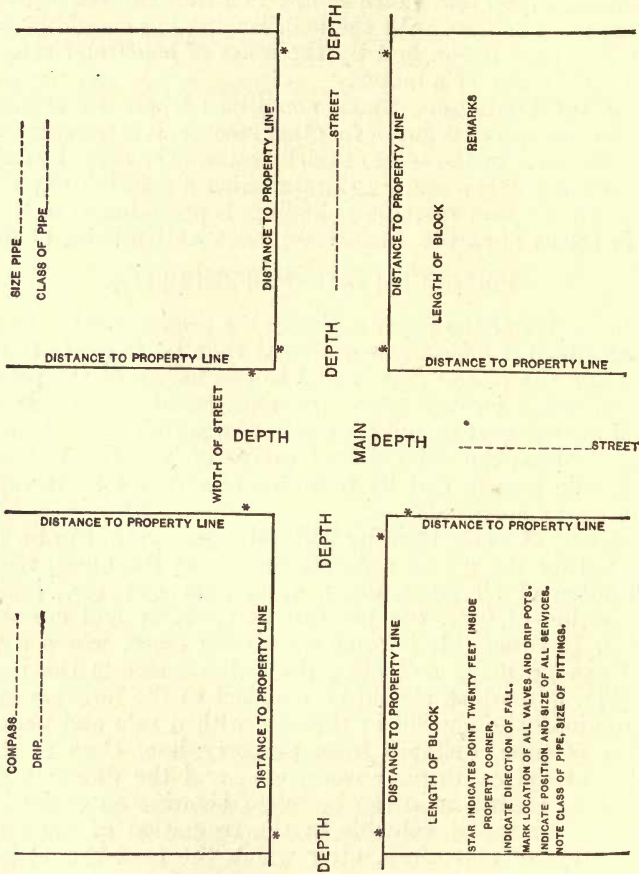 COMPASS
DRIP
SIZE PIPE
CLASS OF PIPE
DISTANCE TO PROPERTY LINE
DISTANCE TO PROPERTY LINE
WIDTH OF STREET
DEPTH
DISTANCE TO PROPERTY LINE
DISTANCE TO PROPERTY LINE
DEPTH
DEPTH
DEPTH
STREET
DEPTH
MAIN
DEPTH
DISTANCE TO PROPERTY LINE
DISTANCE TO PROPERTY LINE
LENGTH OF BLOCK
LENGTH OF BLOCK
DISTANCE TO PROPERTY LINE
DISTANCE TO PROPERTY LINE
REMARKS
STREET
STAR INDICATES POINT TWENTY FEET INSIDE
PROPERTY CORNER.
INDICATE DIRECTION OF FALL.
MARK LOCATION OF ALL VALVES AND DRIP POTS.
INDICATE POSITION AND SIZE OF ALL SERVICES.
NOTE CLASS OF PIPE, SIZE OF FITTINGS.